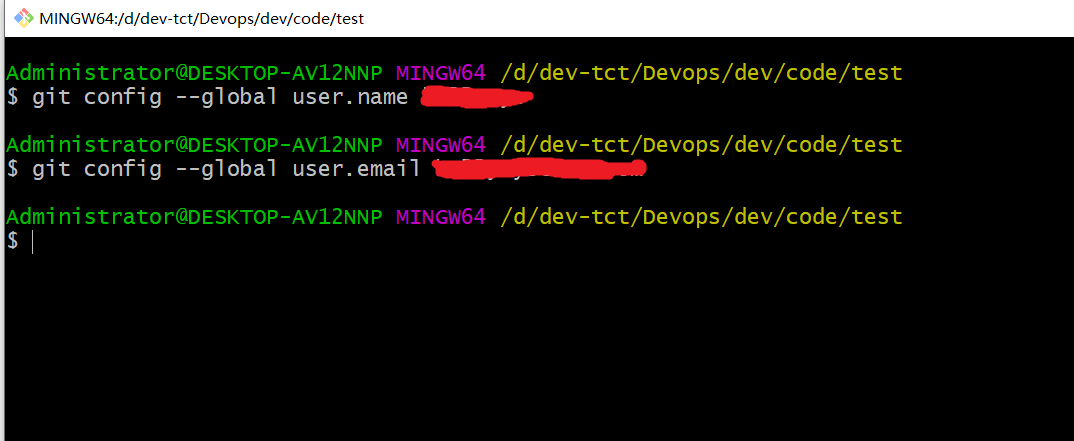 MINGW64:/d/dev-tct/Devops/dev/code/test
Administrator@DESKTOP-AV12NNP MINGW64 /d/dev-tct/Devops/dev/code/test
$ git config --global user.name
Administrator@DESKTOP-AV12NNP MINGW64 /d/dev-tct/Devops/dev/code/test
$ git config --global user.email
Administrator@DESKTOP-AV12NNP MINGW64 /d/dev-tct/Devops/dev/code/test
$